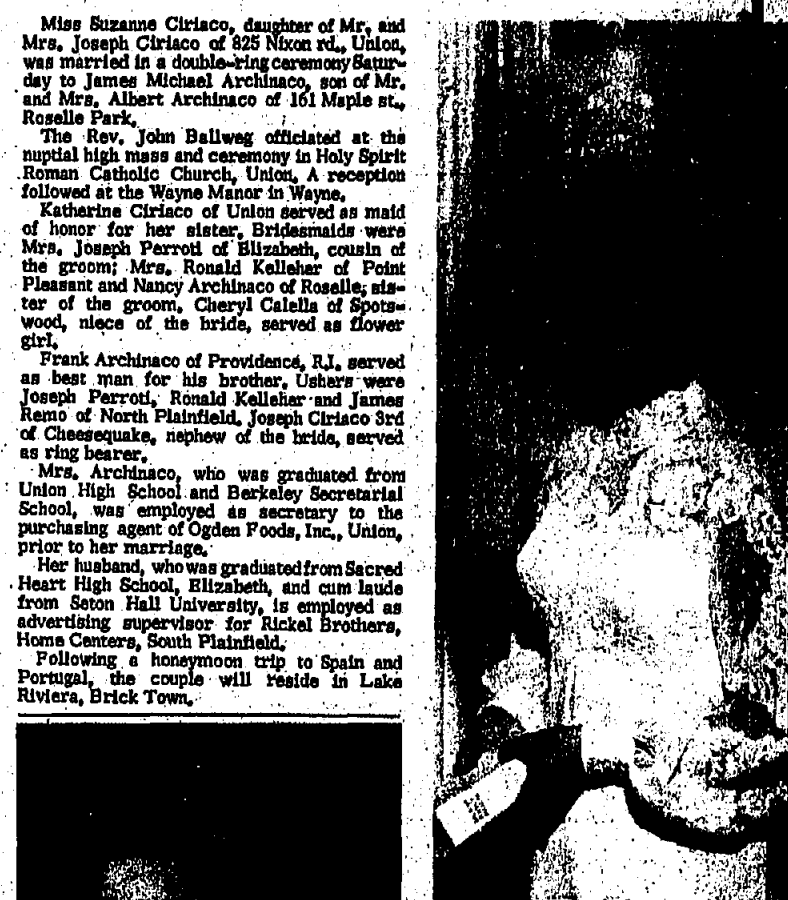 Miss Suzanne Ciriaco, daughter of Mr. and
Mrs. Joseph Ciriaco of 825 Nixon rd., Union,
was married in a double-ring ceremony Satur-
day to James Michael Archinaco, son of Mr.
and Mrs. Albert Archinaco of 161 Maple st.,
Roselle Park.
The Rev. John Ballweg officiated at the
nuptial high mass and ceremony in Holy Spirit
Roman Catholic Church, Union. A reception
followed at the Wayne Manor in Wayne.
Katherine Ciriaco of Union served as maid
of honor for her sister. Bridesmaids were
Mrs. Joseph Perroti of Elizabeth, cousin of
the groom; Mrs. Ronald Kelleher of Point
Pleasant and Nancy Archinaco of Roselle, sis-
ter of the groom. Cheryl Calella of Spots-
wood, niece of the bride, served as flower
girl.
Frank Archinaco of Providence, R.I. served
as best man for his brother. Ushers were
Joseph Perroti, Ronald Kelleher and James
Remo of North Plainfield. Joseph Ciriaco 3rd
of Cheesequake, nephew of the bride, served
as ring bearer.
Mrs. Archinaco, who was graduated from
Union High School and Berkeley Secretarial
School, was employed as secretary to the
purchasing agent of Ogden Foods, Inc., Union,
prior to her marriage.
Her husband, who was graduated from Sacred
Heart High School, Elizabeth, and cum laude
from Seton Hall University, is employed as
advertising supervisor for Rickel Brothers,
Home Centers, South Plainfield.
Following a honeymoon trip to Spain and
Portugal, the couple will reside in Lake
Riviera, Brick Town.